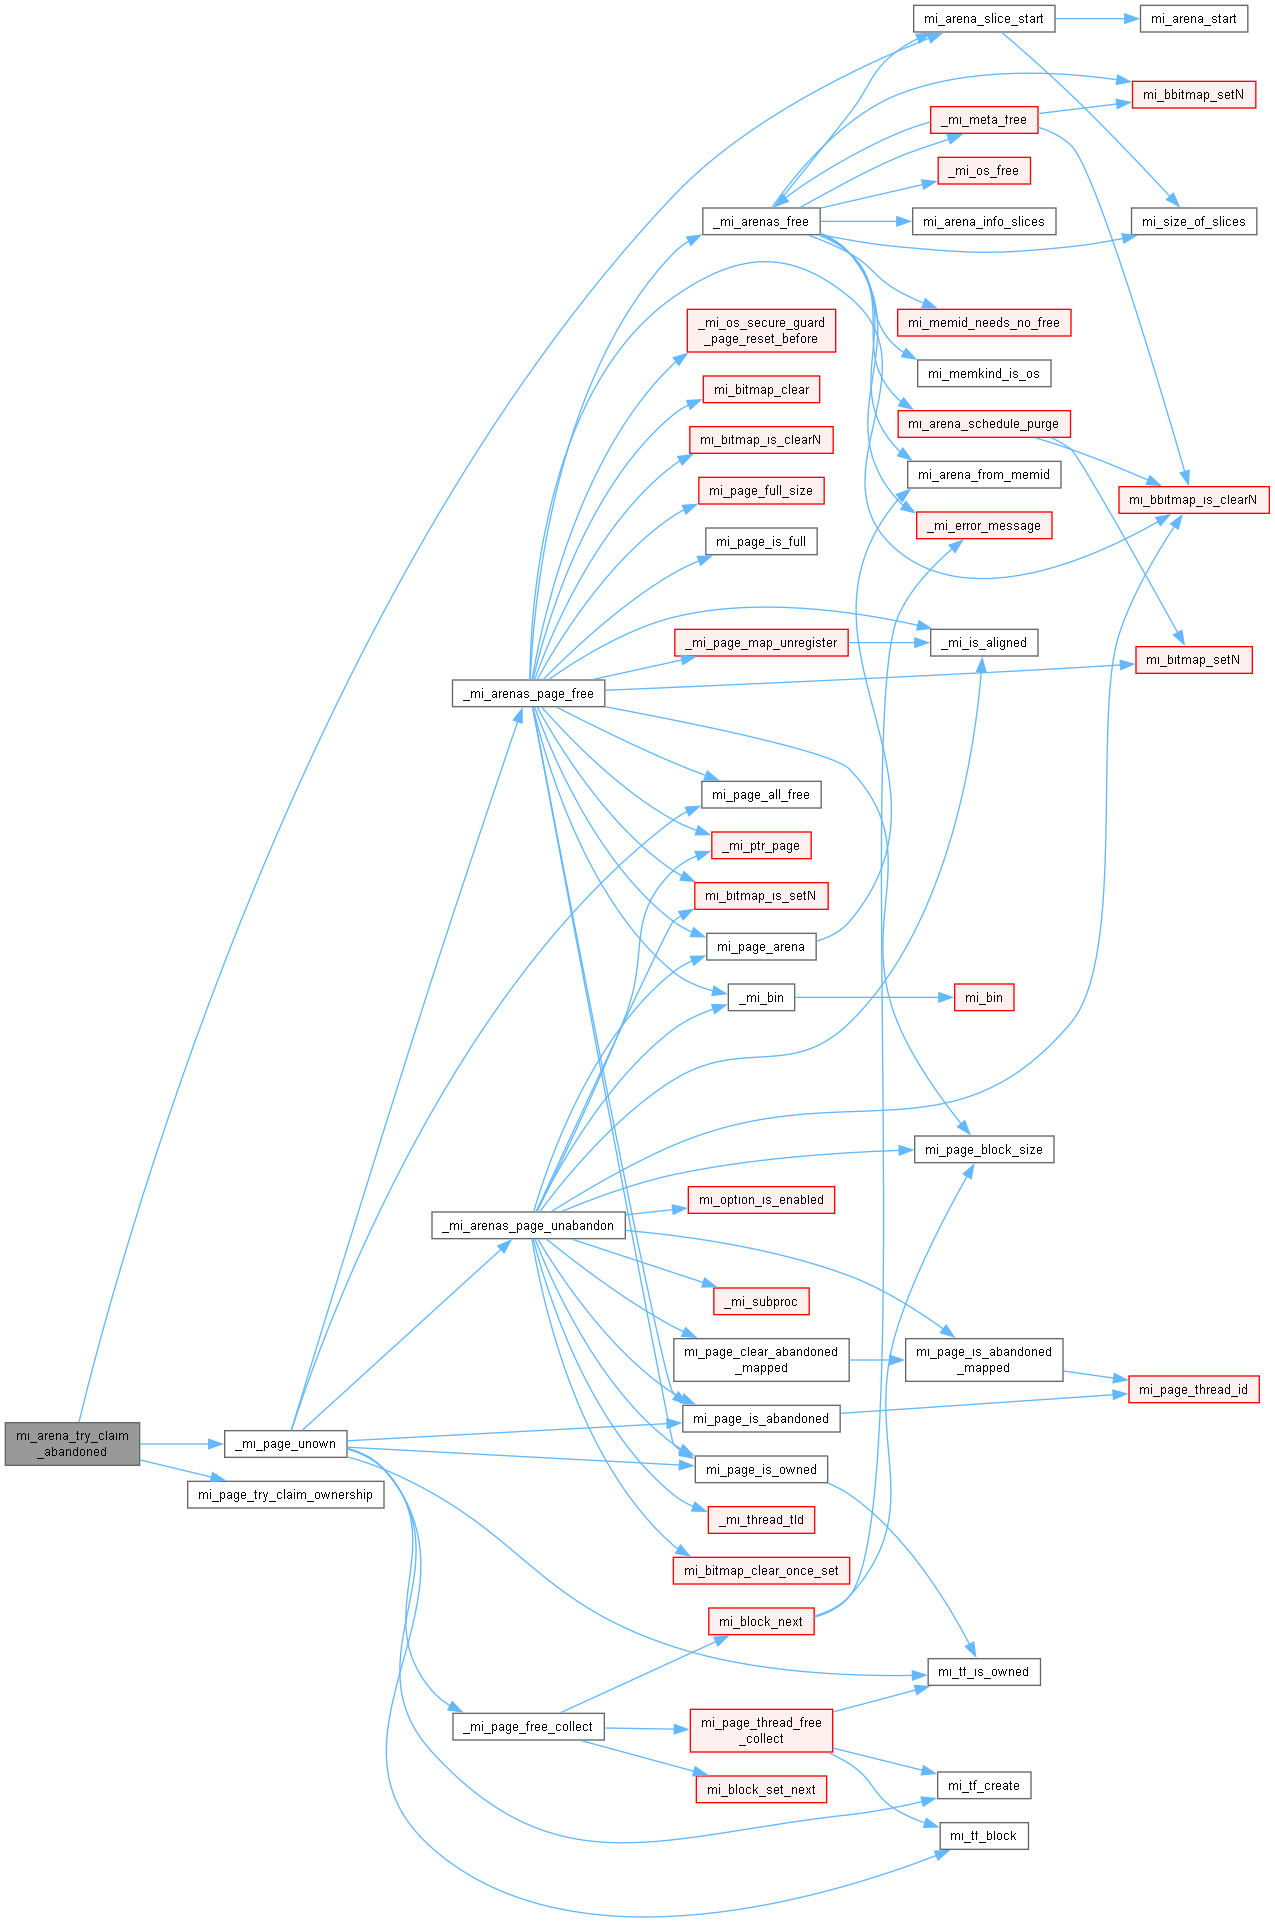 mi_arena_slice_start
mi_arena_start
mi_bbitmap_setN
_mi_meta_free
_mi_os_free
_mi_arenas_free
mi_arena_info_slices
mi_size_of_slices
_mi_os_secure_guard
_page_reset_before
mi_memid_needs_no_free
mi_memkind_is_os
mi_bitmap_clear
mi_arena_schedule_purge
mi_bitmap_is_clearN
mi_arena_from_memid
mi_page_full_size
mi_bbitmap_is_clearN
_mi_error_message
mi_page_is_full
_mi_page_map_unregister
_mi_is_aligned
mi_bitmap_setN
_mi_arenas_page_free
mi_page_all_free
_mi_ptr_page
mi_bitmap_is_setN
mi_page_arena
_mi_bin
mi_bin
mi_page_block_size
mi_option_is_enabled
_mi_arenas_page_unabandon
_mi_subproc
mi_page_clear_abandoned
_mapped
mi_page_is_abandoned
_mapped
mi_page_thread_id
mi_page_is_abandoned
mi_arena_try_claim
_abandoned
_mi_page_unown
mi_page_is_owned
mi_page_try_claim_ownership
_mi_thread_tld
mi_bitmap_clear_once_set
mi_block_next
mi_tf_is_owned
_mi_page_free_collect
mi_page_thread_free
_collect
mi_block_set_next
mi_tf_create
mi_tf_block